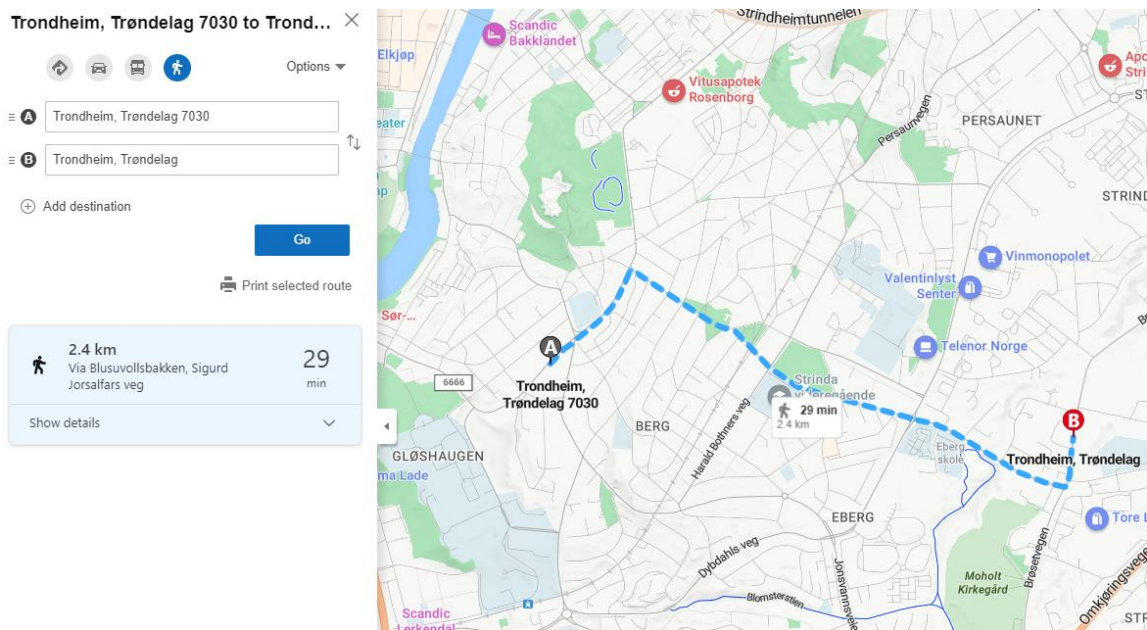 Trondheim, Trøndelag 7030 to Trond...
Options
A
Trondheim, Trøndelag 7030
B
Trondheim, Trøndelag
Add destination
Go
Print selected route
2.4 km
Via Blusuvollsbakken, Sigurd
Jorsalfars veg
29
min
Show details
Strindheimtunnelen
Scandic
Bakklandet
Elkjøp
Vitusapotek
Rosenborg
PERSAUNET
Persaunvegen
Vinmonopolet
Valentinlyst
Senter
Sør-...
Telenor Norge
A
Trondheim,
Trøndelag 7030
6666
Strinda
29 min
2.4 km
BERG
Harald Bothners veg
B
Eberg
skole
Trondheim, Trøndelag
GLØSHAUGEN
EBERG
Dybdahls veg
Moholt
Kirkegård
Brøsetvegen
Blomsterstien
Scandic
Lerkendal